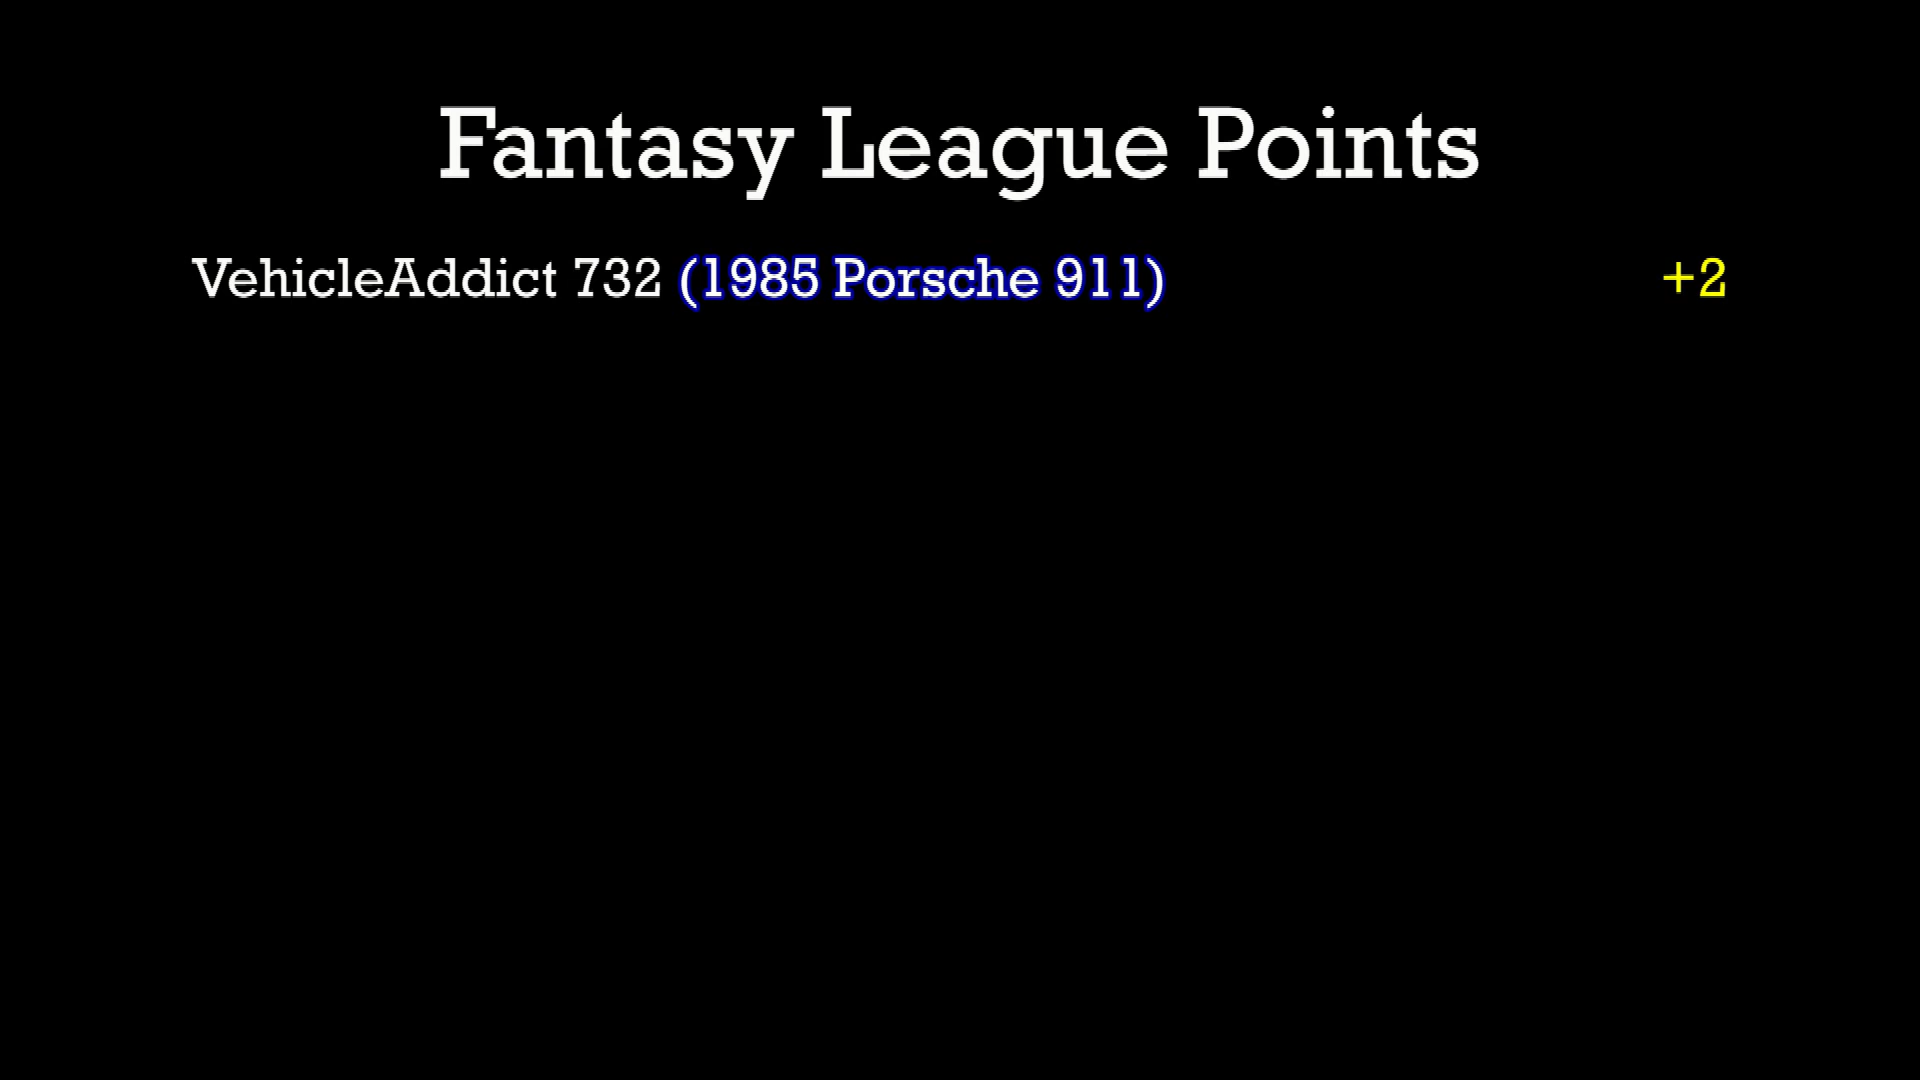 Fantasy League Points
VehicleAddict 732 (1985 Porsche 911) +2